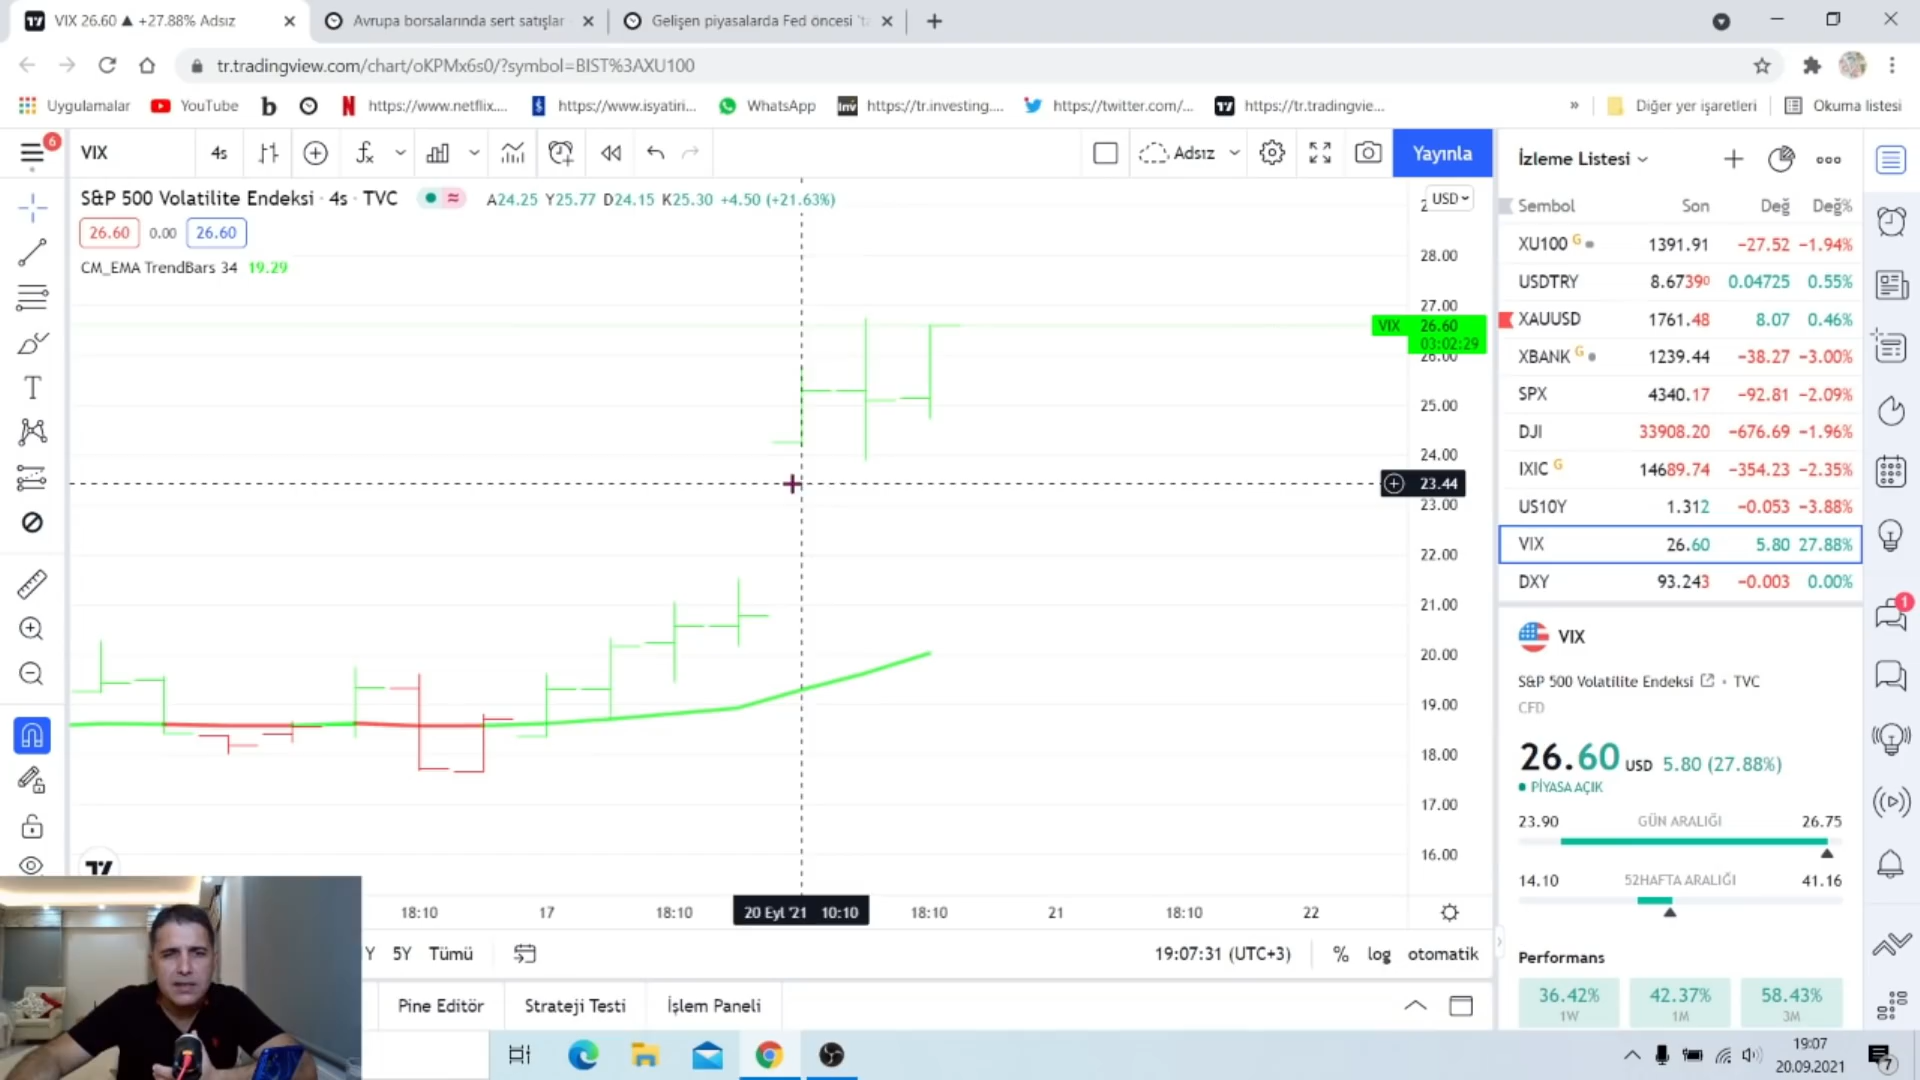 VIX 26.60 ▲ +27.88% Adsız
Avrupa borsalarında sert satışlar
Gelişen piyasalarda Fed öncesi 't
tr.tradingview.com/chart/oKPMx6s0/?symbol=BIST%3AXU100
Uygulamalar
YouTube
https://www.netflix....
https://www.isyatiri...
WhatsApp
https://tr.investing....
https://twitter.com/...
https://tr.tradingvie...
Diğer yer işaretleri
Okuma listesi
6
VIX
4s
Adsız
Yayınla
S&P 500 Volatilite Endeksi · 4s · TVC
A24.25 Y25.77 D24.15 K25.30 +4.50 (+21.63%)
26.60 0.00 26.60
CM_EMA TrendBars 34 19.29
USD
28.00
27.00
VIX 26.60
03:02:29
26.00
25.00
24.00
23.44
23.00
22.00
21.00
20.00
19.00
18.00
17.00
16.00
18:10
17
18:10
20 Eyl '21 10:10
18:10
21
18:10
22
Y 5Y Tümü
19:07:31 (UTC+3)
% log otomatik
Pine Editör
Strateji Testi
İşlem Paneli
İzleme Listesi
Sembol Son Değ Değ%
XU100 G 1391.91 −27.52 −1.94%
USDTRY 8.67390 0.04725 0.55%
XAUUSD 1761.48 8.07 0.46%
XBANK G 1239.44 −38.27 −3.00%
SPX 4340.17 −92.81 −2.09%
DJI 33908.20 −676.69 −1.96%
IXIC G 14689.74 −354.23 −2.35%
US10Y 1.312 −0.053 −3.88%
VIX 26.60 5.80 27.88%
DXY 93.243 −0.003 0.00%
VIX
S&P 500 Volatilite Endeksi · TVC
CFD
26.60 USD 5.80 (27.88%)
PİYASA AÇIK
23.90 GÜN ARALIĞI 26.75
14.10 52HAFTA ARALIĞI 41.16
Performans
36.42% 42.37% 58.43%
1W 1M 3M
1
19:07
20.09.2021
7